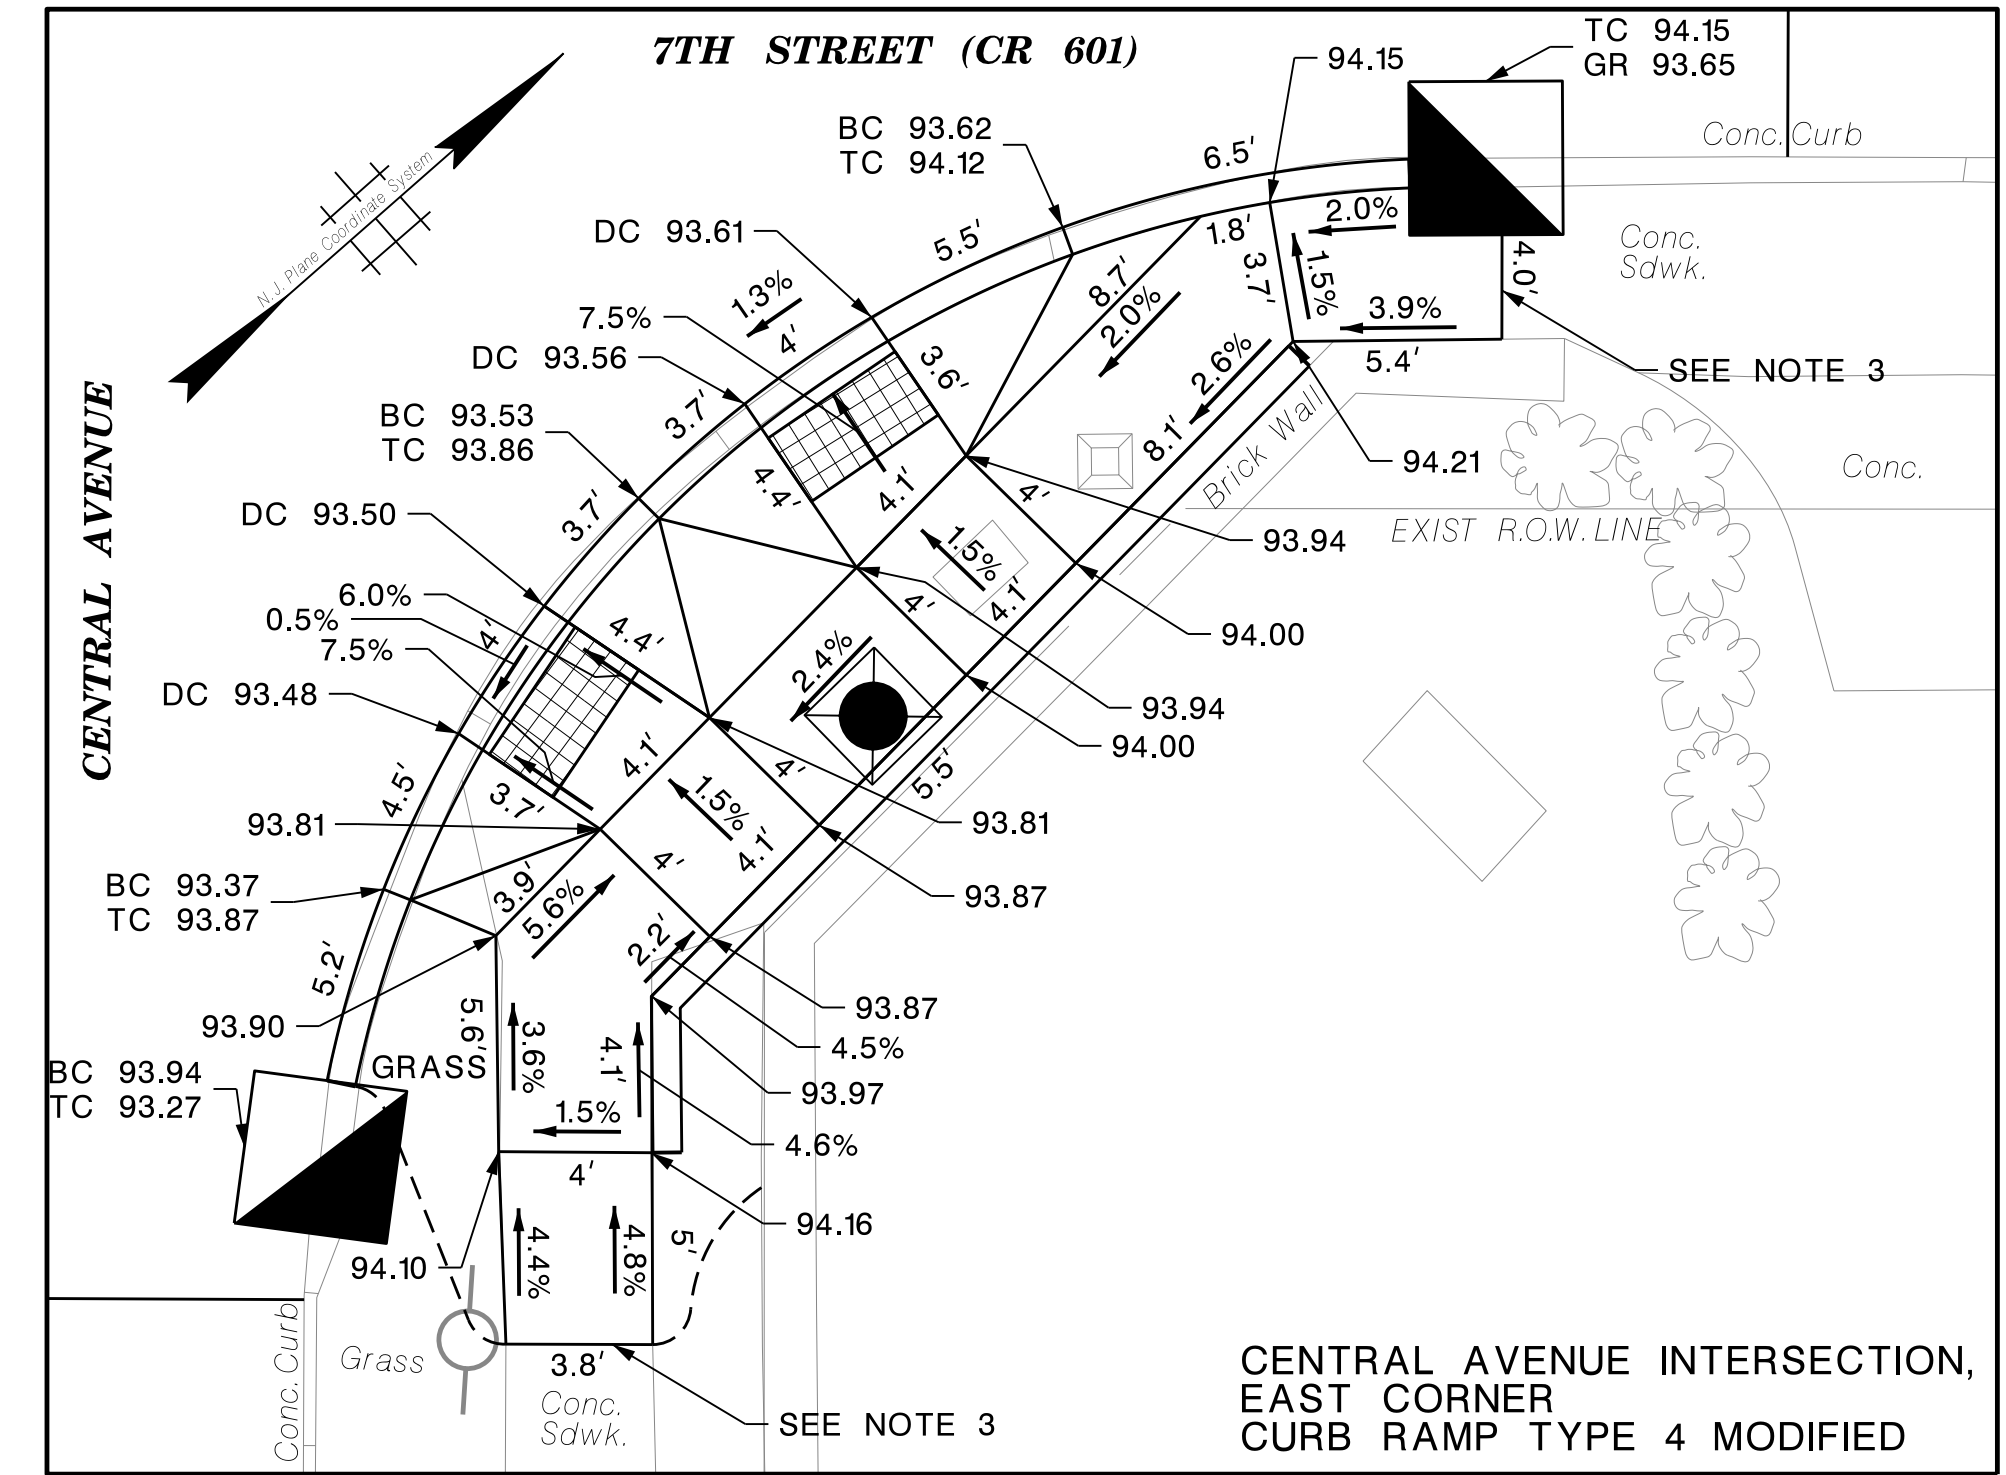 7TH STREET (CR 601)
TC 94.15
GR 93.65
94.15
BC 93.62
TC 94.12
Conc. Curb
6.5'
N.J. Plane Coordinate System
DC 93.61
5.5'
1.8'
2.0%
Conc.
Sdwk.
4.0'
8.7'
2.0%
3.7'
1.5%
3.9%
5.4'
SEE NOTE 3
1.3%
4'
7.5%
DC 93.56
3.6'
2.6%
8.1'
Brick Wall
94.21
Conc.
CENTRAL AVENUE
BC 93.53
TC 93.86
3.7'
4.4'
4.1'
4'
93.94
EXIST R.O.W. LINE
DC 93.50
3.7'
1.5%
4.1'
94.00
6.0%
0.5%
7.5%
4'
4.4'
4'
2.4%
93.94
94.00
DC 93.48
4.1'
4'
5.5'
4.5'
3.7'
1.5%
4.1'
93.81
93.81
4'
93.87
BC 93.37
TC 93.87
3.9'
5.6%
2.2'
5.2'
93.87
4.5%
93.90
5.6'
3.6%
4.1'
93.97
GRASS
BC 93.94
TC 93.27
1.5%
4.6%
4'
94.16
94.10
4.4%
4.8%
5'
Conc. Curb
Grass
3.8'
Conc.
Sdwk.
SEE NOTE 3
CENTRAL AVENUE INTERSECTION,
EAST CORNER
CURB RAMP TYPE 4 MODIFIED